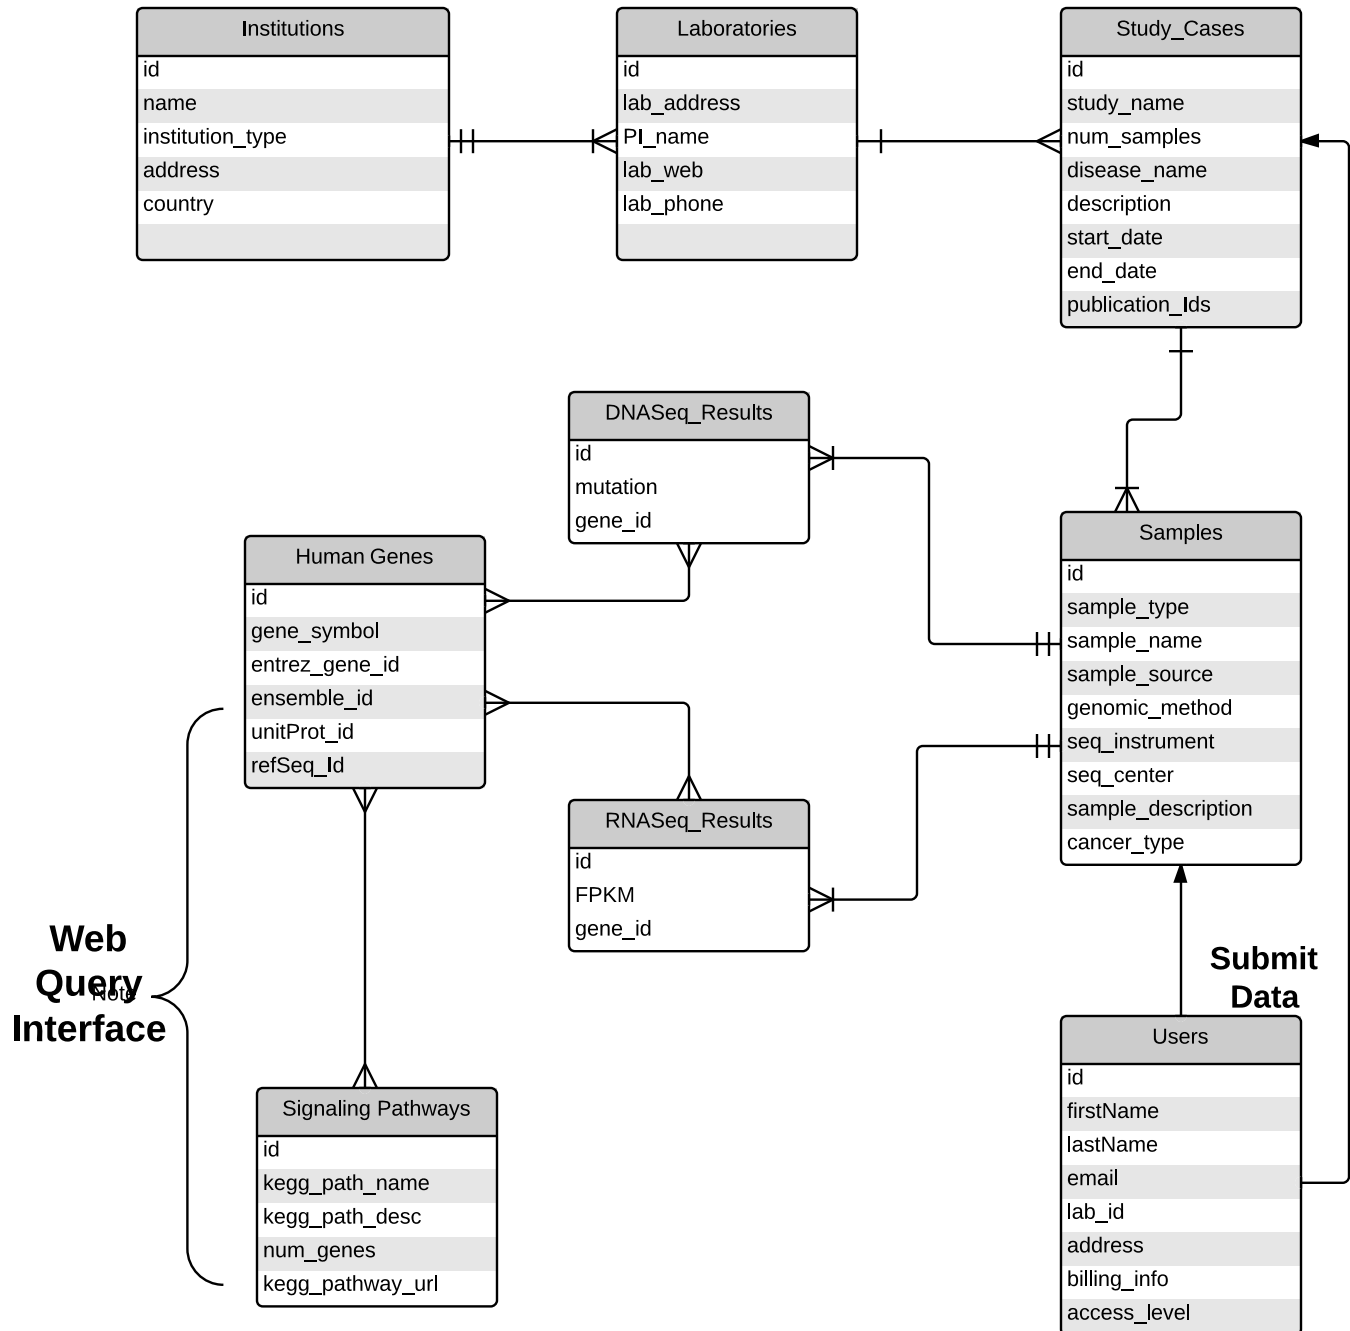 Institutions
id
name
institution_type
address
country
Laboratories
id
lab_address
PI_name
lab_web
lab_phone
Study_Cases
id
study_name
num_samples
disease_name
description
start_date
end_date
publication_Ids
DNASeq_Results
id
mutation
gene_id
Human Genes
id
gene_symbol
entrez_gene_id
ensemble_id
unitProt_id
refSeq_Id
Samples
id
sample_type
sample_name
sample_source
genomic_method
seq_instrument
seq_center
sample_description
cancer_type
RNASeq_Results
id
FPKM
gene_id
Web
Query
Note
Interface
Submit
Data
Signaling Pathways
id
kegg_path_name
kegg_path_desc
num_genes
kegg_pathway_url
Users
id
firstName
lastName
email
lab_id
address
billing_info
access_level